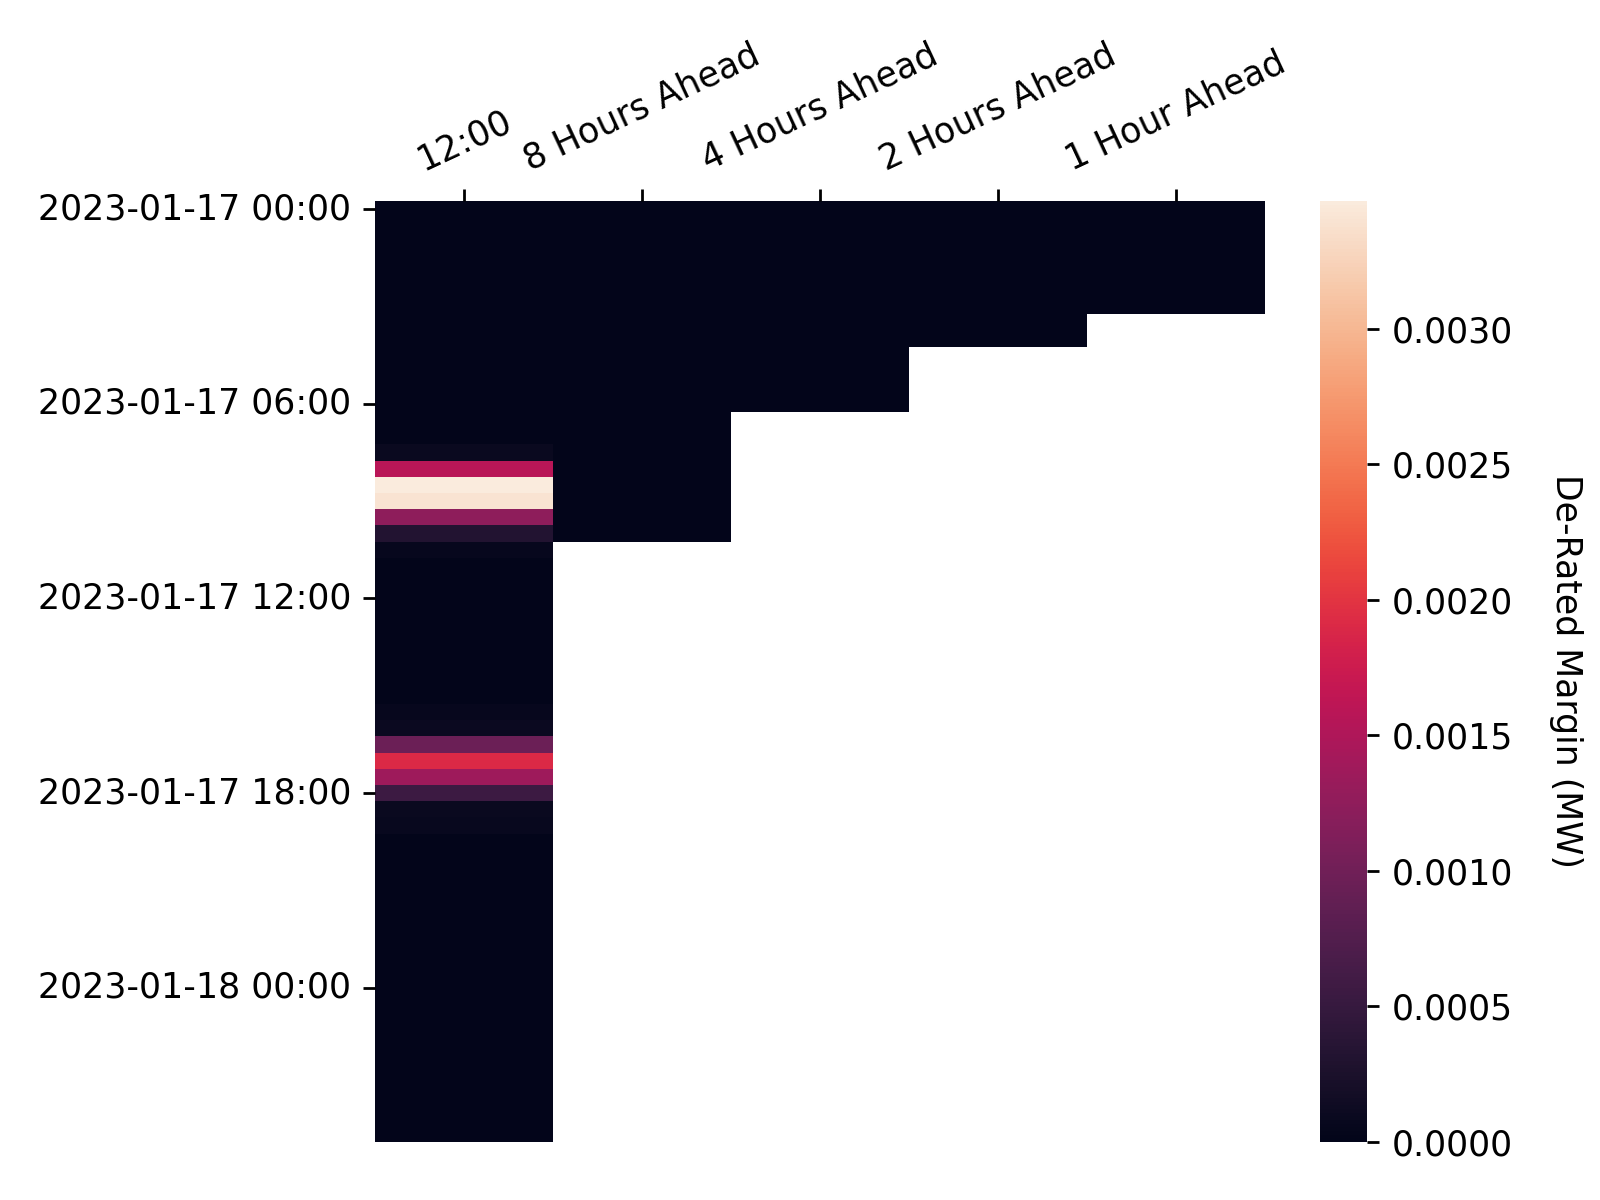 12:00
8 Hours Ahead
4 Hours Ahead
2 Hours Ahead
1 Hour Ahead
2023-01-17 00:00
2023-01-17 06:00
2023-01-17 12:00
2023-01-17 18:00
2023-01-18 00:00
0.0030
0.0025
0.0020
0.0015
0.0010
0.0005
0.0000
De-Rated Margin (MW)